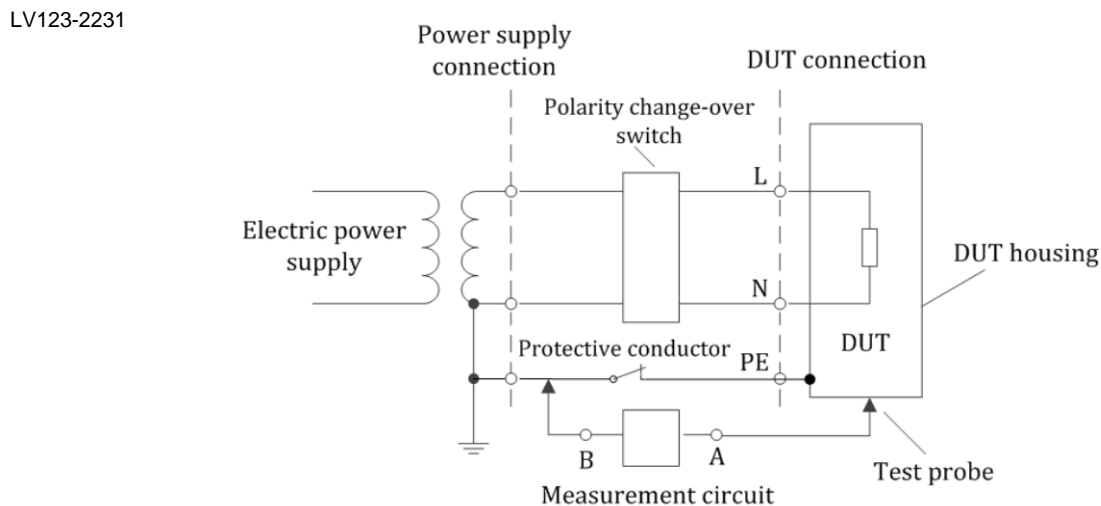 LV123-2231
Power supply
connection
DUT connection
Polarity change-over
switch
L
Electric power
supply
DUT housing
N
DUT
Protective conductor
PE
B
A
Test probe
Measurement circuit